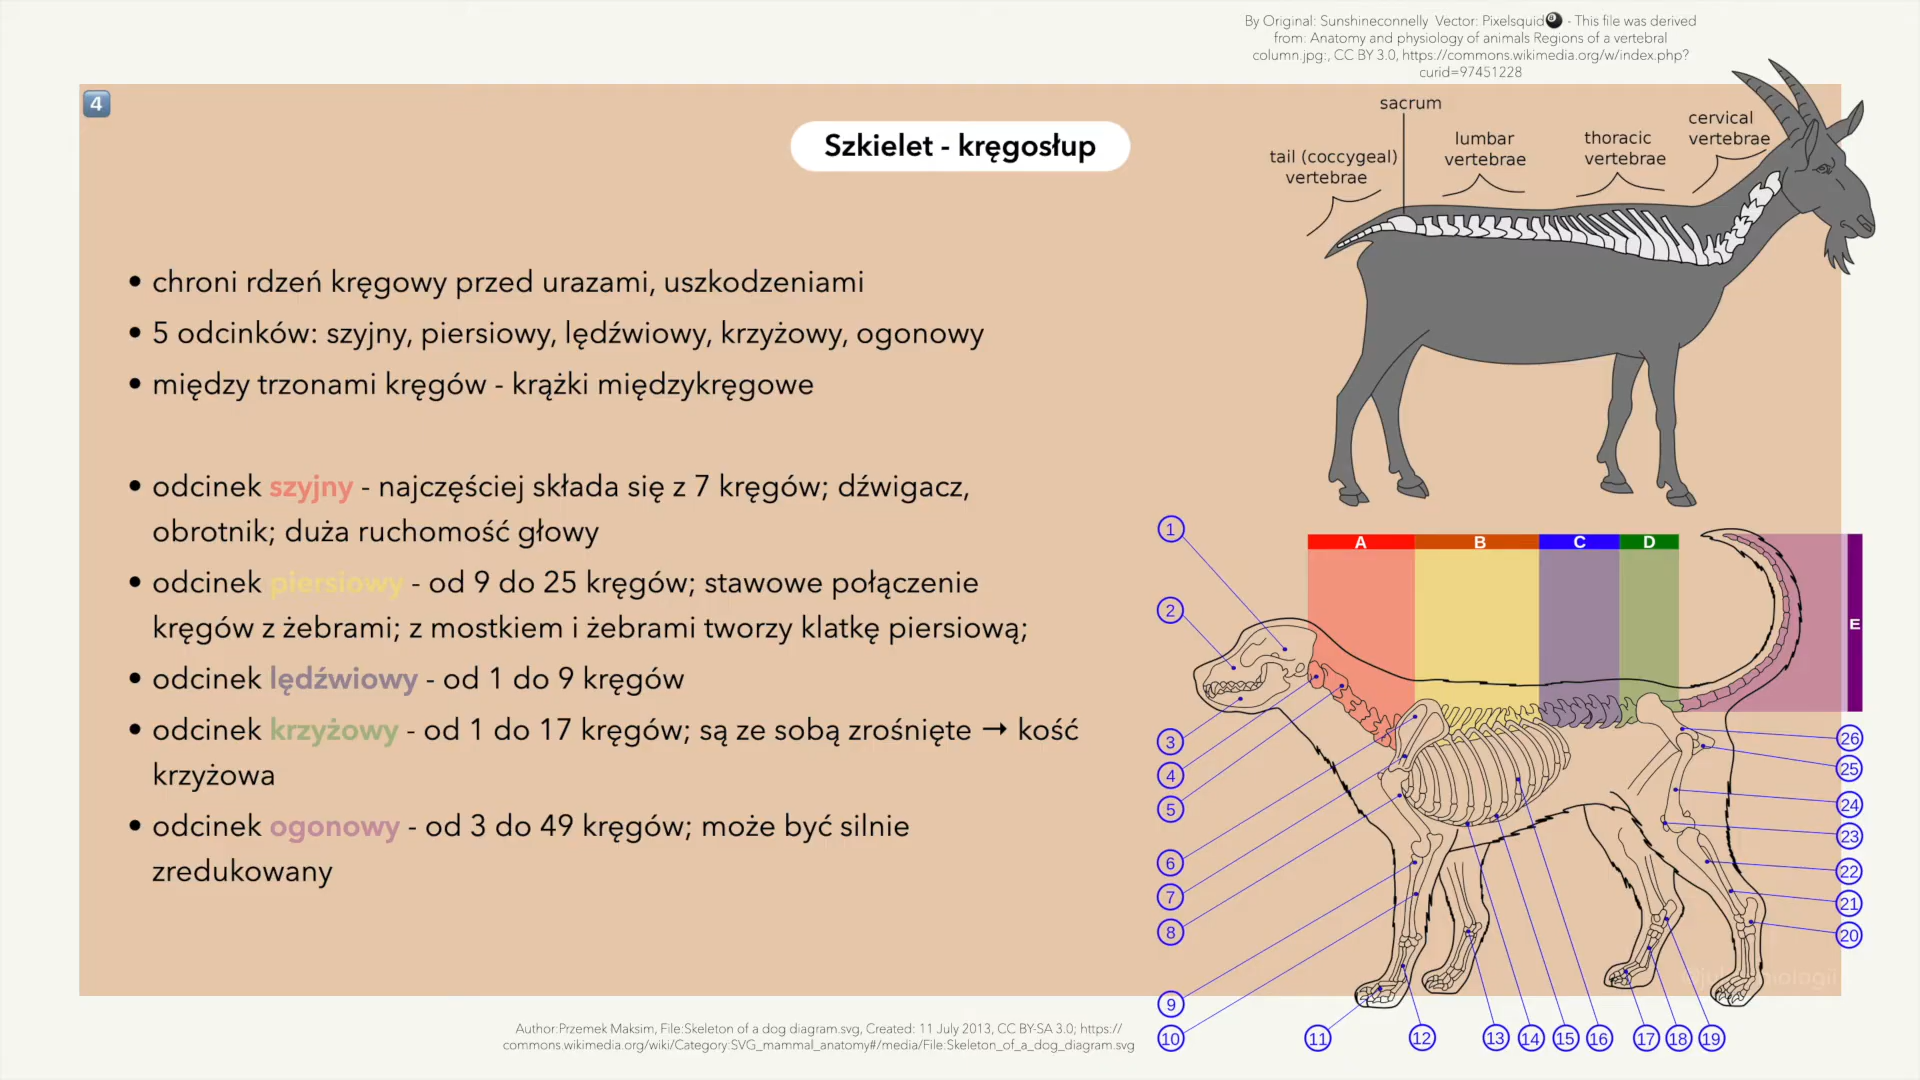 By Original: Sunshineconnelly Vector: Pixelsquid🎱 - This file was derived
from: Anatomy and physiology of animals Regions of a vertebral
column.jpg:, CC BY 3.0, https://commons.wikimedia.org/w/index.php?
curid=97451228
4
Szkielet - kręgosłup
sacrum
cervical
vertebrae
lumbar
vertebrae
thoracic
vertebrae
tail (coccygeal)
vertebrae
• chroni rdzeń kręgowy przed urazami, uszkodzeniami
• 5 odcinków: szyjny, piersiowy, lędźwiowy, krzyżowy, ogonowy
• między trzonami kręgów - krążki międzykręgowe
• odcinek szyjny - najczęściej składa się z 7 kręgów; dźwigacz,
obrotnik; duża ruchomość głowy
• odcinek piersiowy - od 9 do 25 kręgów; stawowe połączenie
kręgów z żebrami; z mostkiem i żebrami tworzy klatkę piersiową;
• odcinek lędźwiowy - od 1 do 9 kręgów
• odcinek krzyżowy - od 1 do 17 kręgów; są ze sobą zrośnięte → kość
krzyżowa
• odcinek ogonowy - od 3 do 49 kręgów; może być silnie
zredukowany
A B C D
E
1
2
3
4
5
6
7
8
9
10
11 12 13 14 15 16 17 18 19
26
25
24
23
22
21
20
Author:Przemek Maksim, File:Skeleton of a dog diagram.svg, Created: 11 July 2013, CC BY-SA 3.0; https://
commons.wikimedia.org/wiki/Category:SVG_mammal_anatomy#/media/File:Skeleton_of_a_dog_diagram.svg